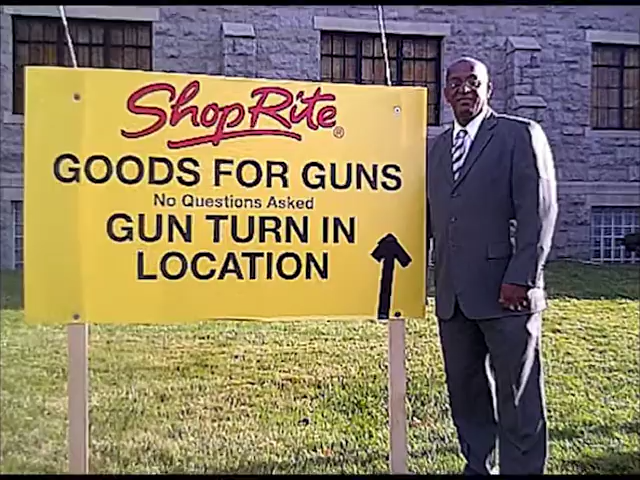 ShopRite®
GOODS FOR GUNS
No Questions Asked
GUN TURN IN
LOCATION